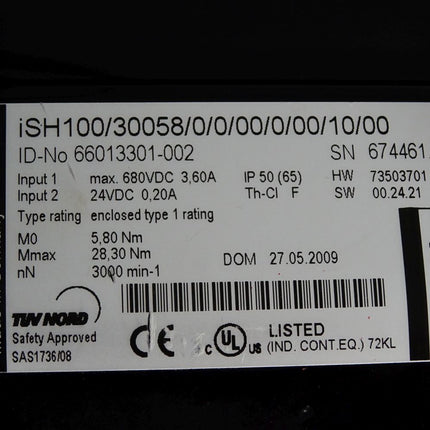 iSH100/30058/0/0/00/0/00/10/00
ID-No 66013301-002 SN 674461
Input 1 max. 680VDC 3,60A IP 50 (65) HW 73503701
Input 2 24VDC 0,20A Th-Cl F SW 00.24.21
Type rating enclosed type 1 rating
M0 5,80 Nm
Mmax 28,30 Nm DOM 27.05.2009
nN 3000 min-1
TÜV NORD
Safety Approved
SAS1736/08
CE
C UL US LISTED
(IND. CONT.EQ.) 72KL